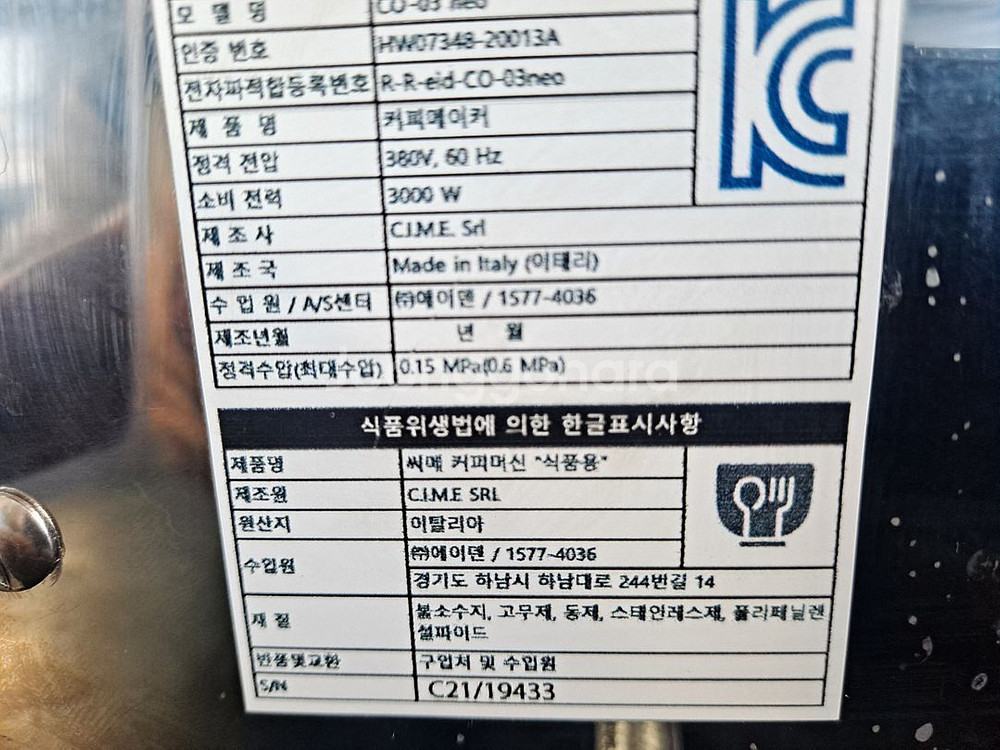 모 델 명 CO-03 neo
인증 번호 HW07348-20013A
전자파적합등록번호 R-R-eid-CO-03neo
제 품 명 커피메이커
정격 전압 380V, 60 Hz
소비 전력 3000 W
제 조 사 C.I.M.E. Srl
제 조 국 Made in Italy (이태리)
수 입 원 / A/S센터 ㈜에이덴 / 1577-4036
제조년월 년 월
정격수압(최대수압) 0.15 MPa(0.6 MPa)
식품위생법에 의한 한글표시사항
제품명 씨메 커피머신 "식품용"
제조원 C.I.M.E SRL
원산지 이탈리아
수입원 ㈜에이덴 / 1577-4036
경기도 하남시 하남대로 244번길 14
재 질 불소수지, 고무제, 동제, 스테인레스제, 폴리페닐렌
설파이드
반품및교환 구입처 및 수입원
S/N C21/19433